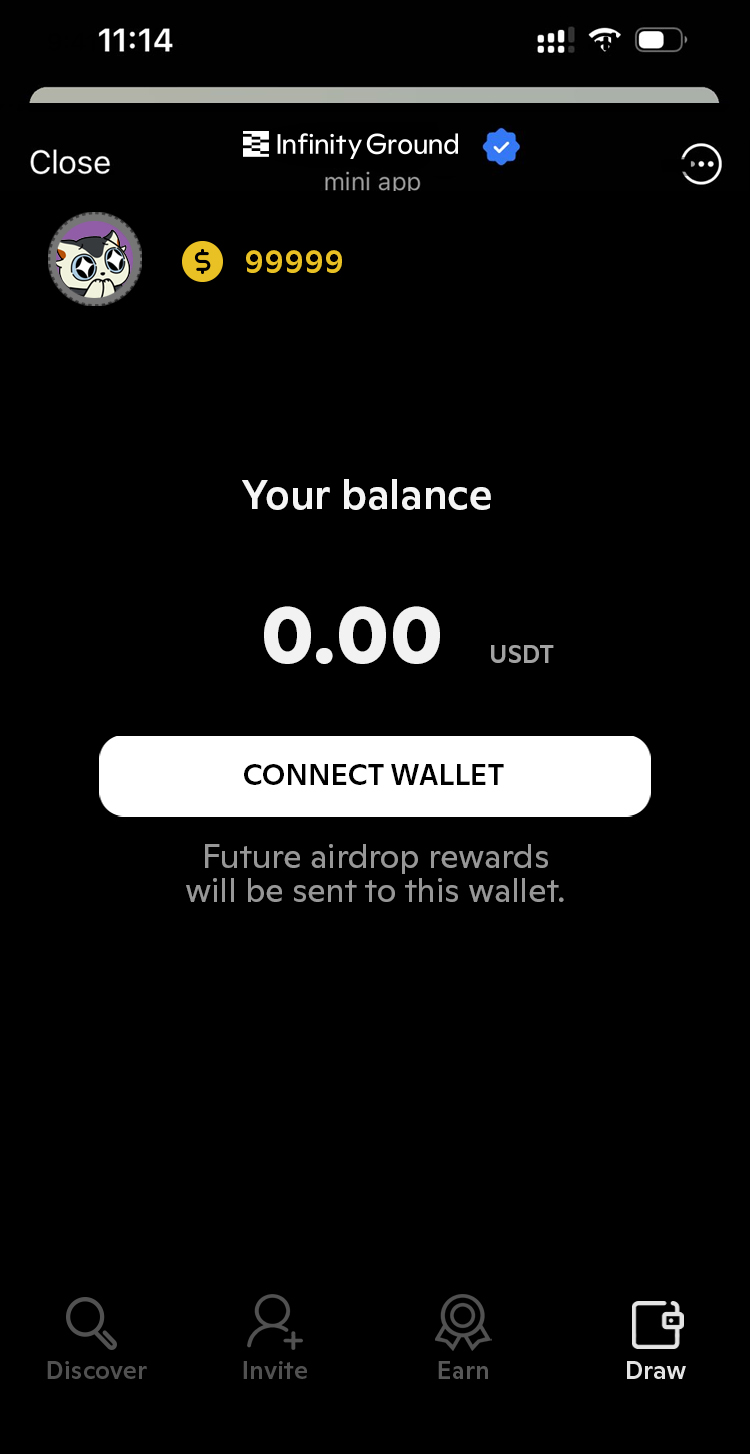 11:14
Close
Infinity Ground
mini app
$ 99999
Your balance
0.00 USDT
CONNECT WALLET
Future airdrop rewards
will be sent to this wallet.
Discover Invite Earn Draw